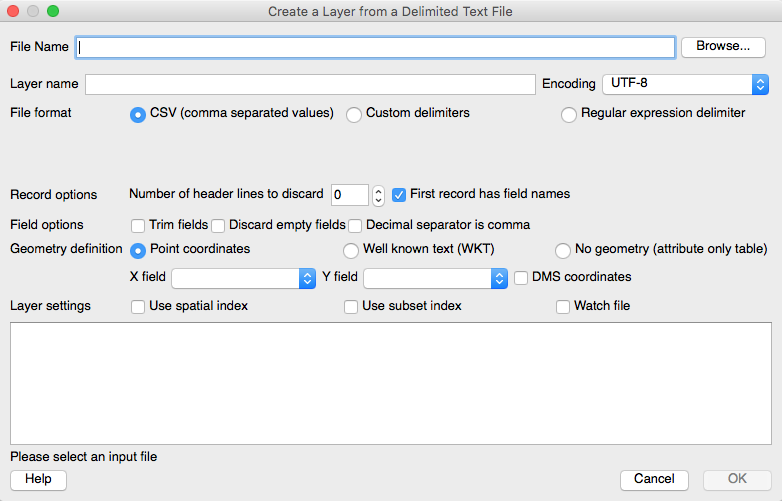 Create a Layer from a Delimited Text File
File Name Browse...
Layer name Encoding UTF-8
File format CSV (comma separated values) Custom delimiters Regular expression delimiter
Record options Number of header lines to discard 0 First record has field names
Field options Trim fields Discard empty fields Decimal separator is comma
Geometry definition Point coordinates Well known text (WKT) No geometry (attribute only table)
X field Y field DMS coordinates
Layer settings Use spatial index Use subset index Watch file
Please select an input file
Help Cancel OK